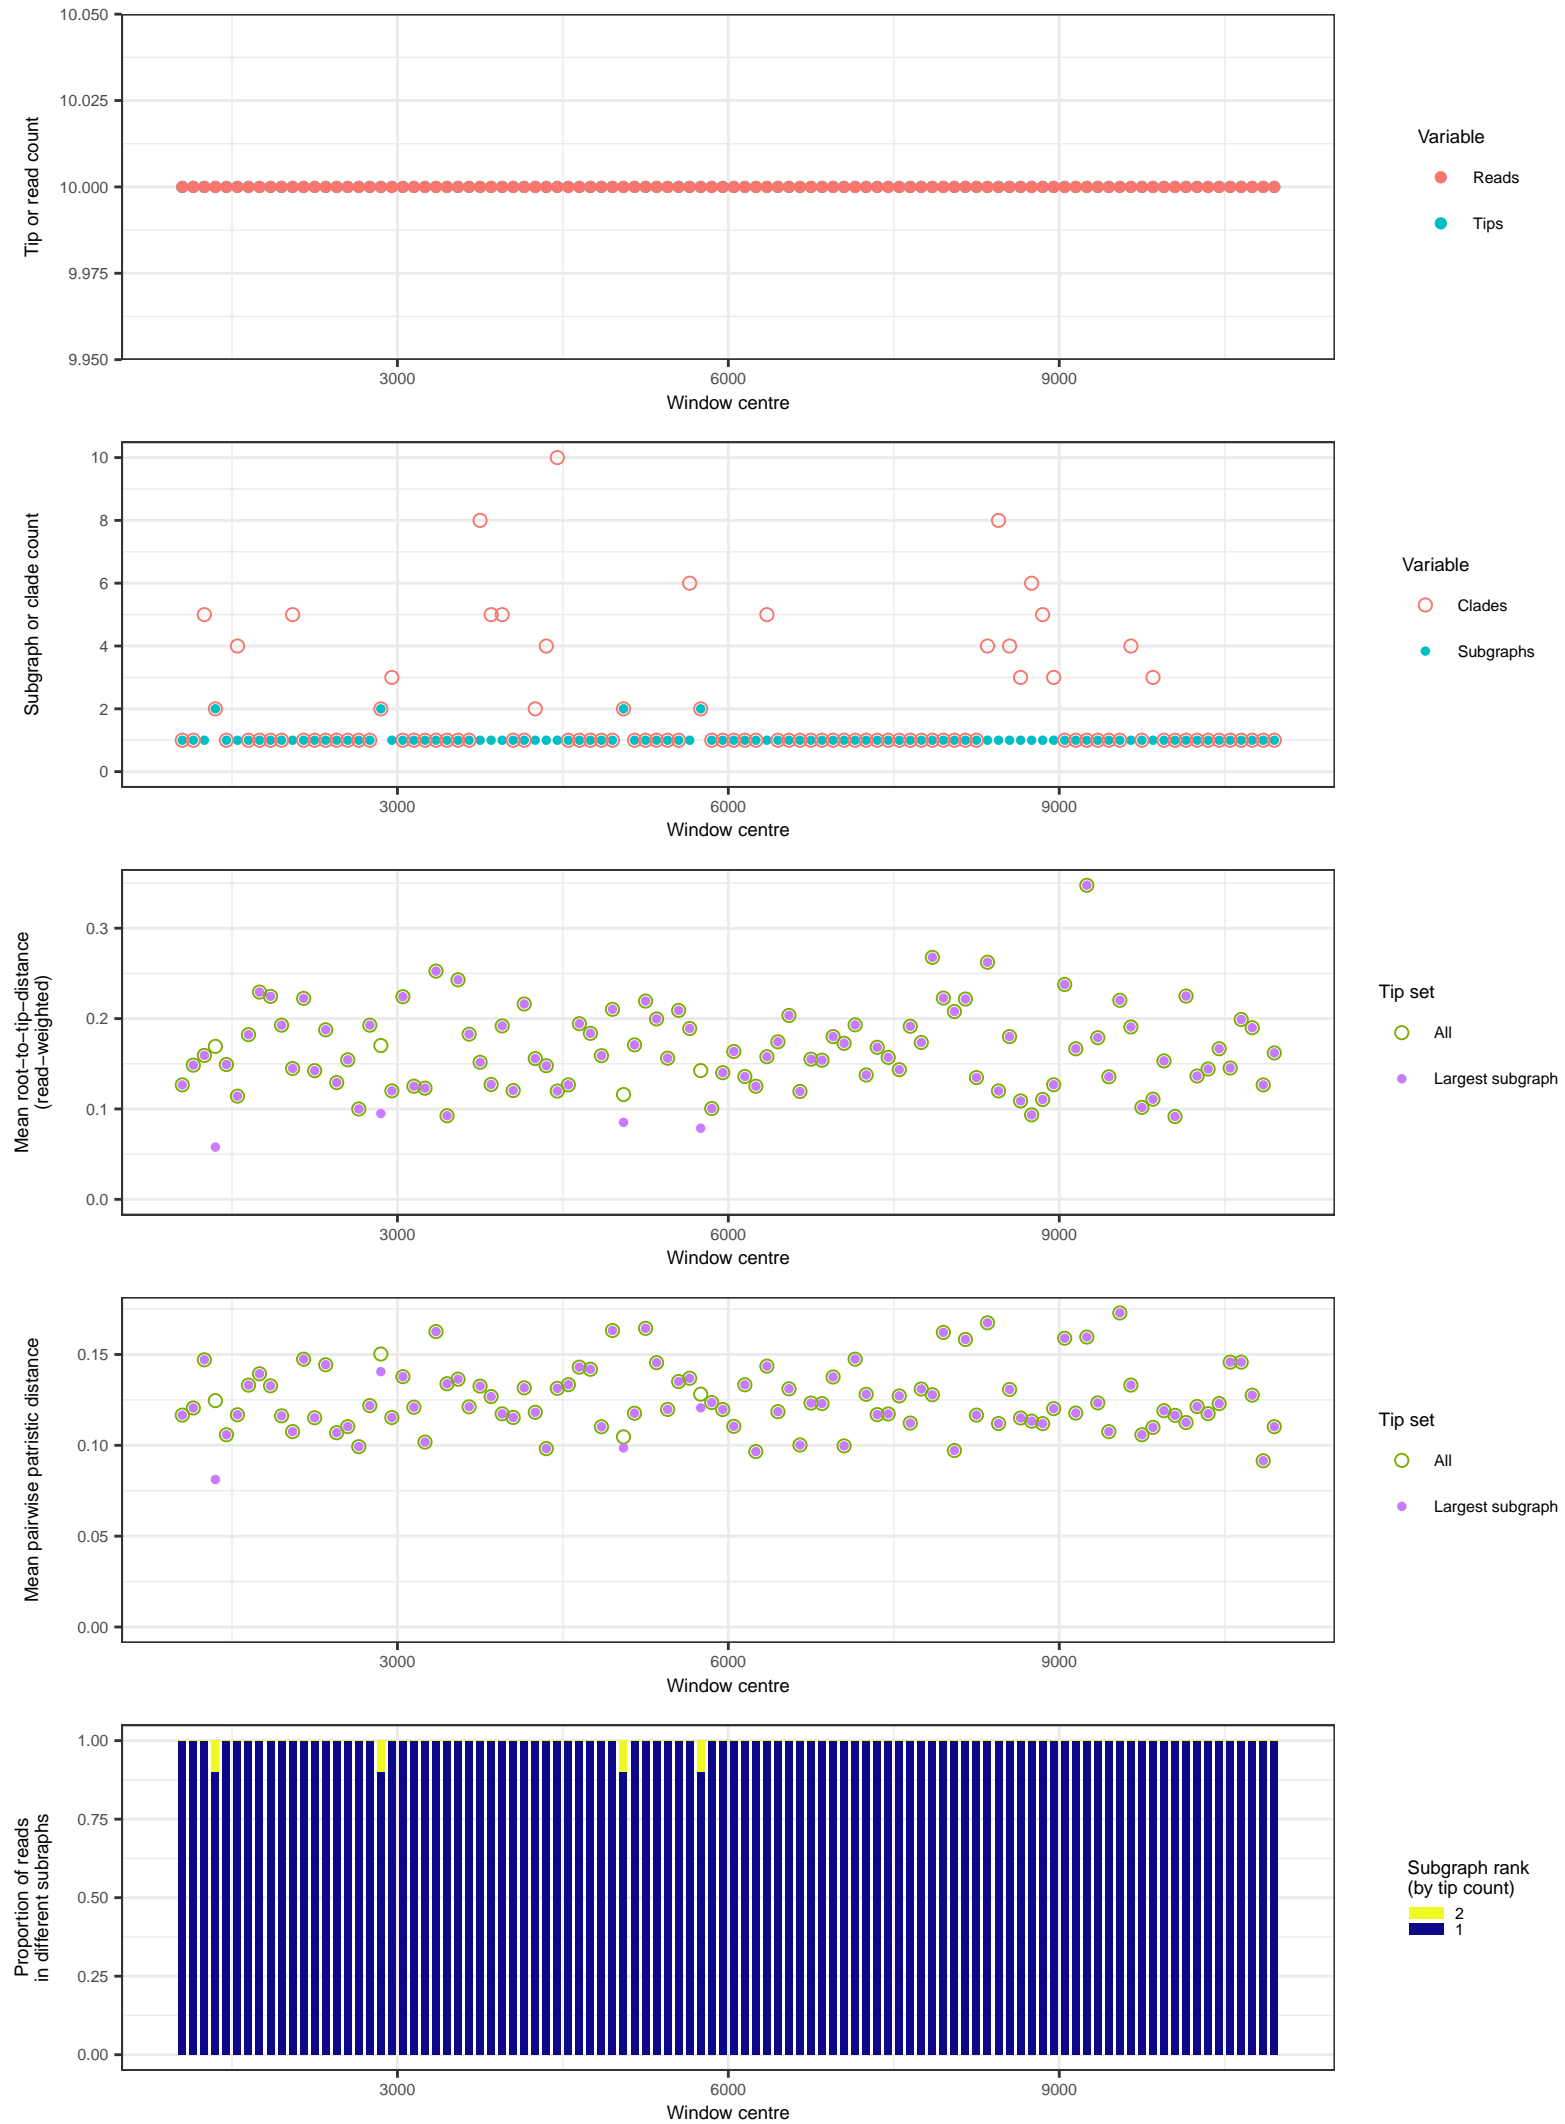 10.050
10.025
10.000
9.975
9.950
Tip or read count
3000 6000 9000
Window centre
Variable
Reads
Tips
10
8
6
4
2
0
Subgraph or clade count
3000 6000 9000
Window centre
Variable
Clades
Subgraphs
0.3
0.2
0.1
0.0
Mean root−to−tip−distance
(read−weighted)
3000 6000 9000
Window centre
Tip set
All
Largest subgraph
0.15
0.10
0.05
0.00
Mean pairwise patristic distance
3000 6000 9000
Window centre
Tip set
All
Largest subgraph
1.00
0.75
0.50
0.25
0.00
Proportion of reads
in different subraphs
3000 6000 9000
Window centre
Subgraph rank
(by tip count)
2
1